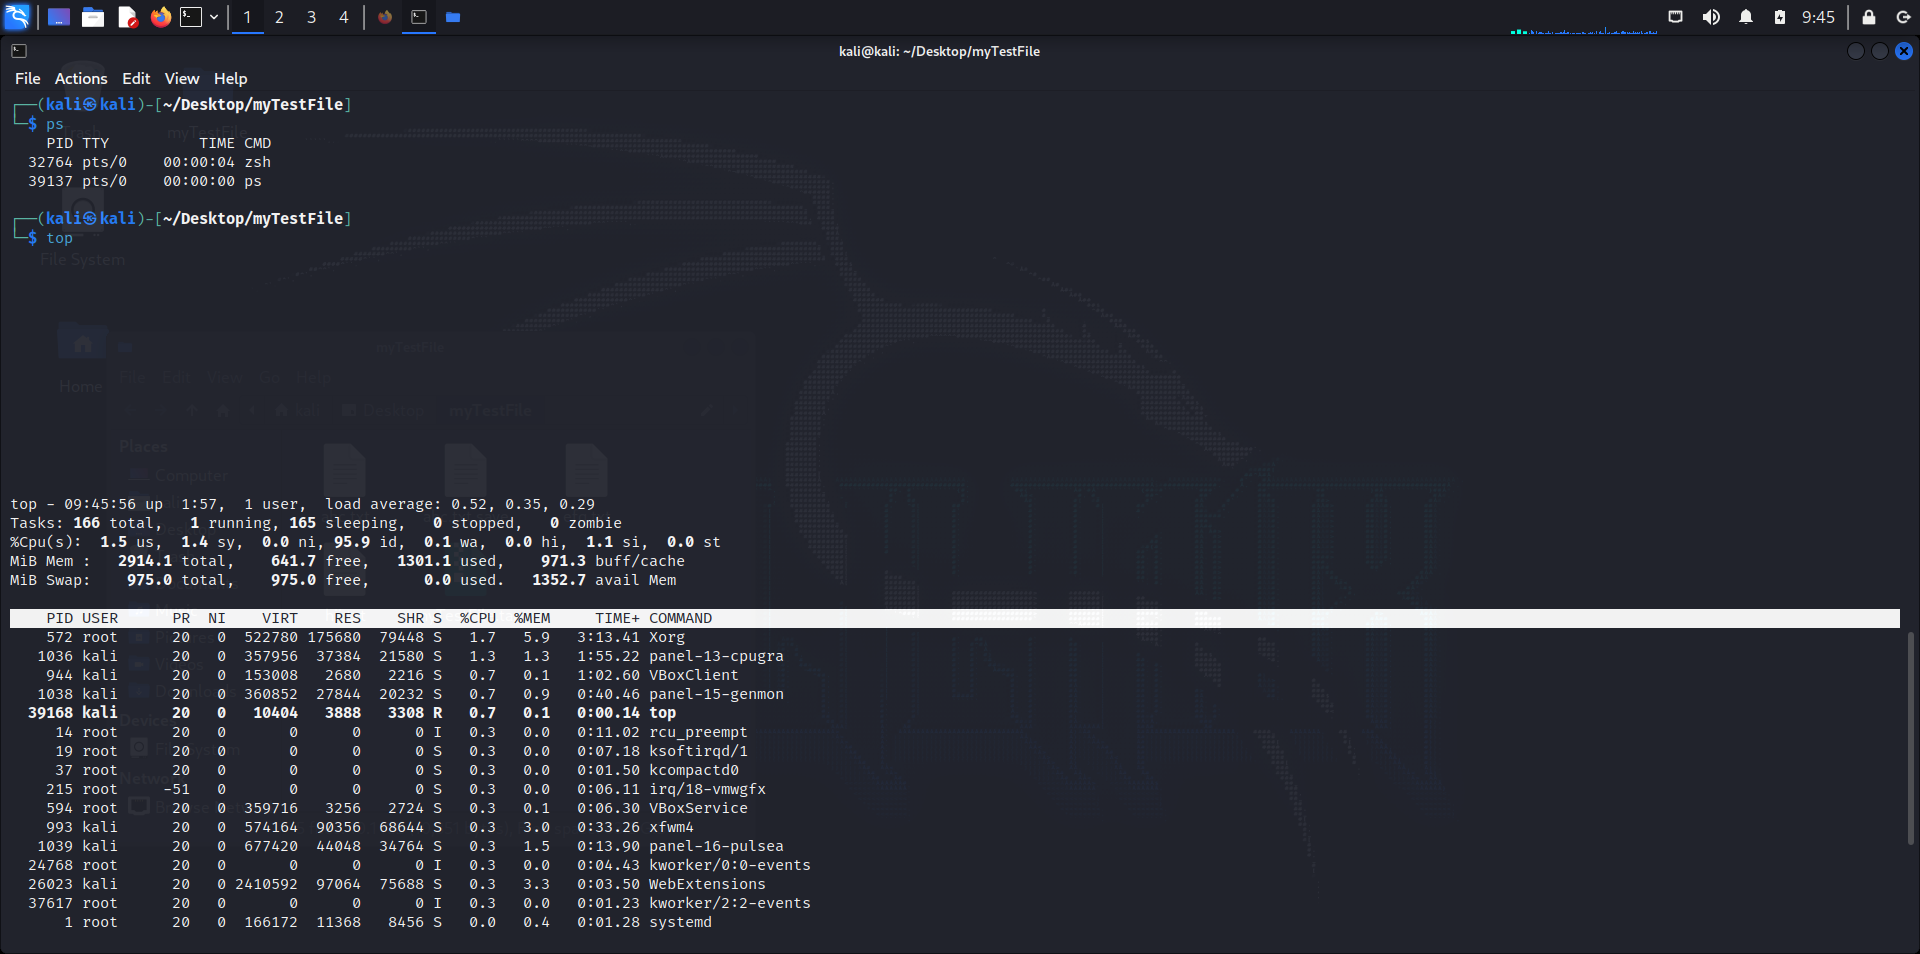 1 2 3 4 9:45
kali@kali: ~/Desktop/myTestFile
File Actions Edit View Help
┌──(kali㉿kali)-[~/Desktop/myTestFile]
└─$ ps
PID TTY TIME CMD
32764 pts/0 00:00:04 zsh
39137 pts/0 00:00:00 ps
┌──(kali㉿kali)-[~/Desktop/myTestFile]
└─$ top
Trash
myTestFile
File System
Home
myTestFile
File Edit View Go Help
kali Desktop myTestFile
Places
Computer
top - 09:45:56 up 1:57, 1 user, load average: 0.52, 0.35, 0.29
Tasks: 166 total, 1 running, 165 sleeping, 0 stopped, 0 zombie
%Cpu(s): 1.5 us, 1.4 sy, 0.0 ni, 95.9 id, 0.1 wa, 0.0 hi, 1.1 si, 0.0 st
MiB Mem : 2914.1 total, 641.7 free, 1301.1 used, 971.3 buff/cache
MiB Swap: 975.0 total, 975.0 free, 0.0 used. 1352.7 avail Mem
PID USER PR NI VIRT RES SHR S %CPU %MEM TIME+ COMMAND
572 root 20 0 522780 175680 79448 S 1.7 5.9 3:13.41 Xorg
1036 kali 20 0 357956 37384 21580 S 1.3 1.3 1:55.22 panel-13-cpugra
944 kali 20 0 153008 2680 2216 S 0.7 0.1 1:02.60 VBoxClient
1038 kali 20 0 360852 27844 20232 S 0.7 0.9 0:40.46 panel-15-genmon
39168 kali 20 0 10404 3888 3308 R 0.7 0.1 0:00.14 top
14 root 20 0 0 0 0 I 0.3 0.0 0:11.02 rcu_preempt
19 root 20 0 0 0 0 S 0.3 0.0 0:07.18 ksoftirqd/1
37 root 20 0 0 0 0 S 0.3 0.0 0:01.50 kcompactd0
215 root -51 0 0 0 0 S 0.3 0.0 0:06.11 irq/18-vmwgfx
594 root 20 0 359716 3256 2724 S 0.3 0.1 0:06.30 VBoxService
993 kali 20 0 574164 90356 68644 S 0.3 3.0 0:33.26 xfwm4
1039 kali 20 0 677420 44048 34764 S 0.3 1.5 0:13.90 panel-16-pulsea
24768 root 20 0 0 0 0 I 0.3 0.0 0:04.43 kworker/0:0-events
26023 kali 20 0 2410592 97064 75688 S 0.3 3.3 0:03.50 WebExtensions
37617 root 20 0 0 0 0 I 0.3 0.0 0:01.23 kworker/2:2-events
1 root 20 0 166172 11368 8456 S 0.0 0.4 0:01.28 systemd
Devices
Network